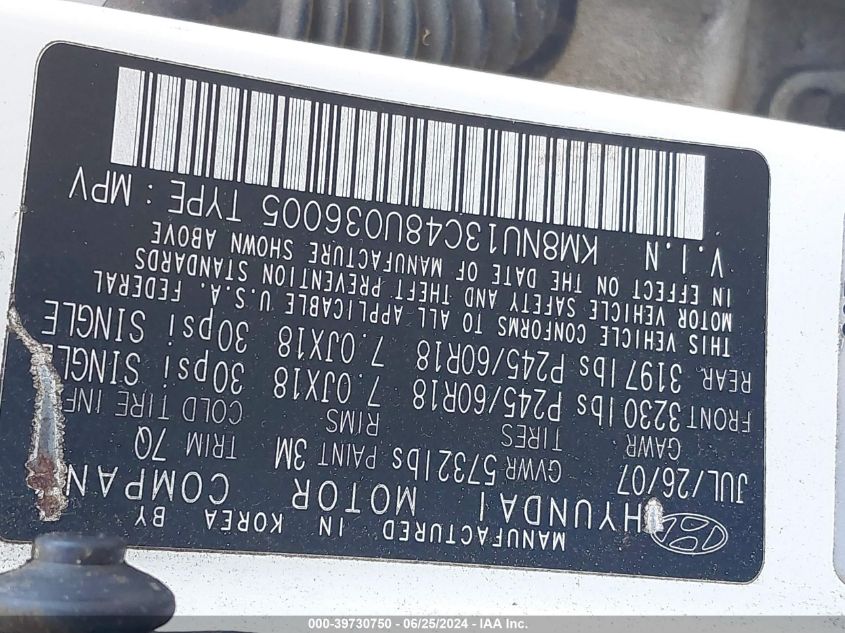 MANUFACTURED IN KOREA BY
HYUNDAI MOTOR COMPAN
JUL/26/07 GVWR 5732lbs PAINT 3M TRIM 7Q
GAWR TIRES RIMS COLD TIRE INF
FRONT 3230lbs P245/60R18 7.0JX18 30psi SINGLE
REAR 3197lbs P245/60R18 7.0JX18 30psi SINGLE
THIS VEHICLE CONFORMS TO ALL APPLICABLE U.S.A. FEDERAL
MOTOR VEHICLE SAFETY AND THEFT PREVENTION STANDARDS
IN EFFECT ON THE DATE OF MANUFACTURE SHOWN ABOVE
V.I.N KM8NU13C48U036005 TYPE : MPV
000-39730750 - 06/25/2024 - IAA Inc.